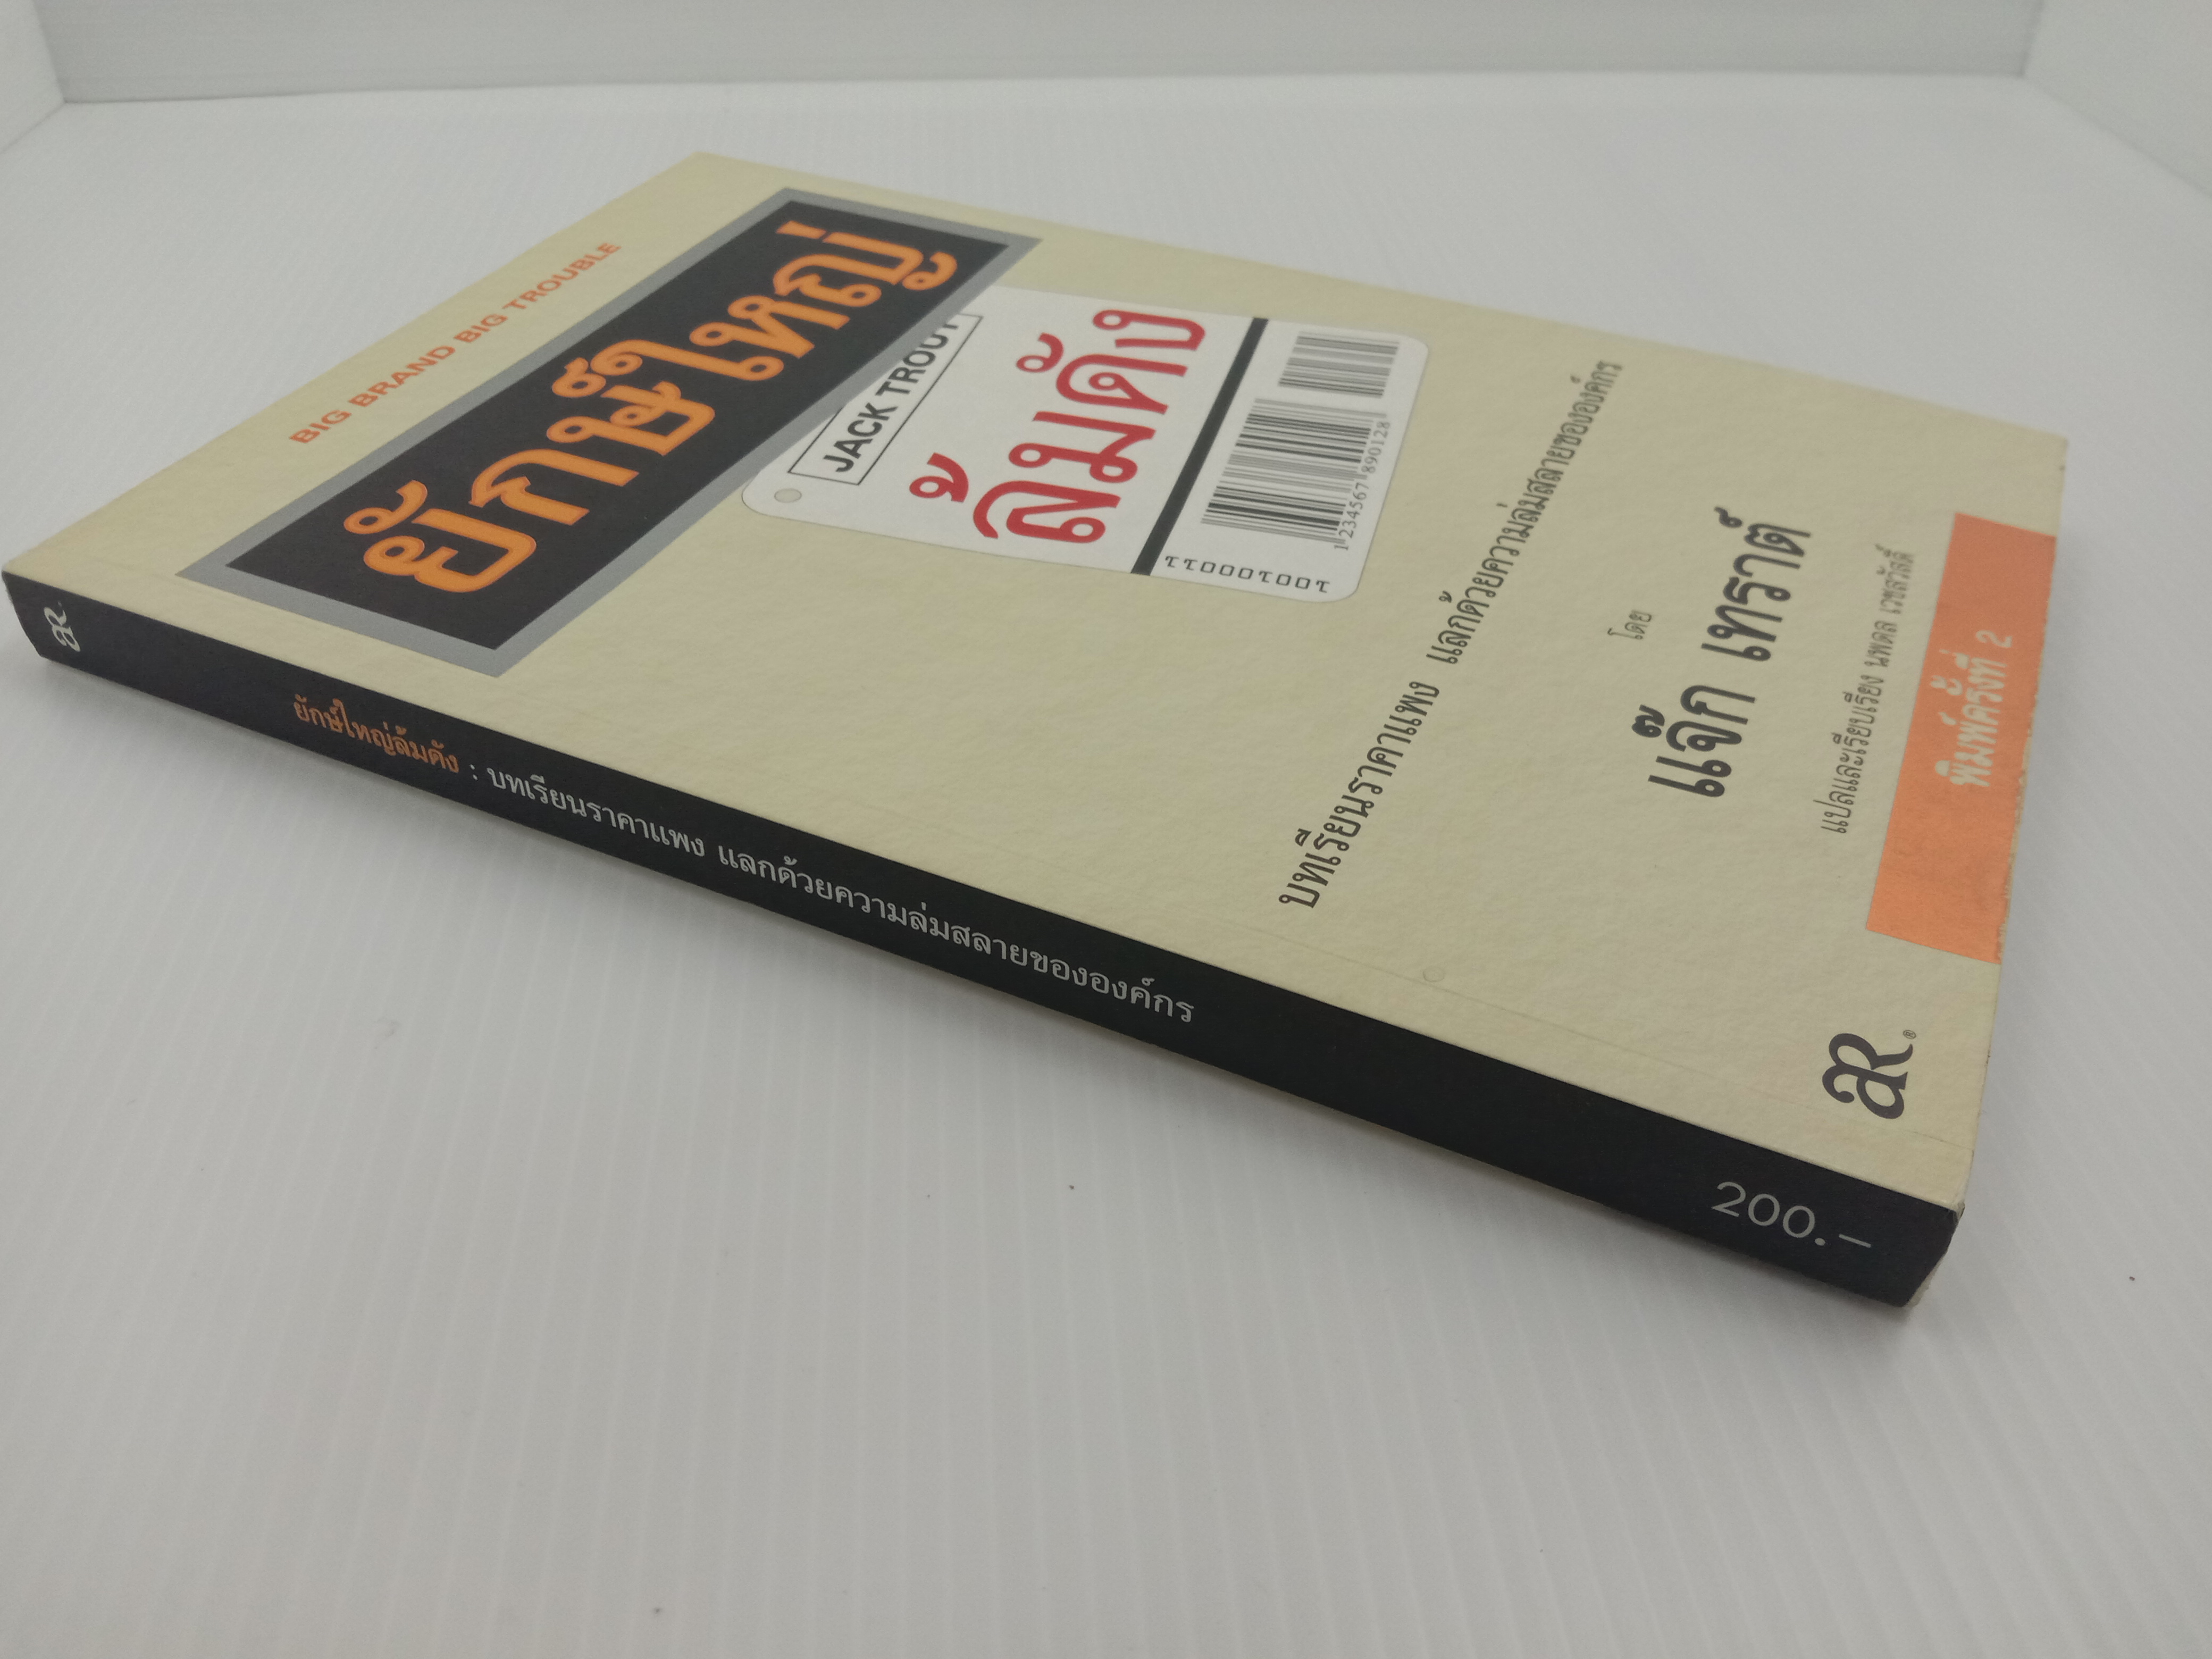 BIG BRAND BIG TROUBLE
ยักษ์ใหญ่
JACK TROUT
ล้มดัง
1234567890128
110001001
บทเรียนราคาแพง แลกด้วยความล่มสลายขององค์กร
โดย
แจ๊ก เทราต์
แปลและเรียบเรียง นพดล เวชสวัสดิ์
พิมพ์ครั้งที่ 2
ar®
ar
ยักษ์ใหญ่ล้มดัง : บทเรียนราคาแพง แลกด้วยความล่มสลายขององค์กร
200.–